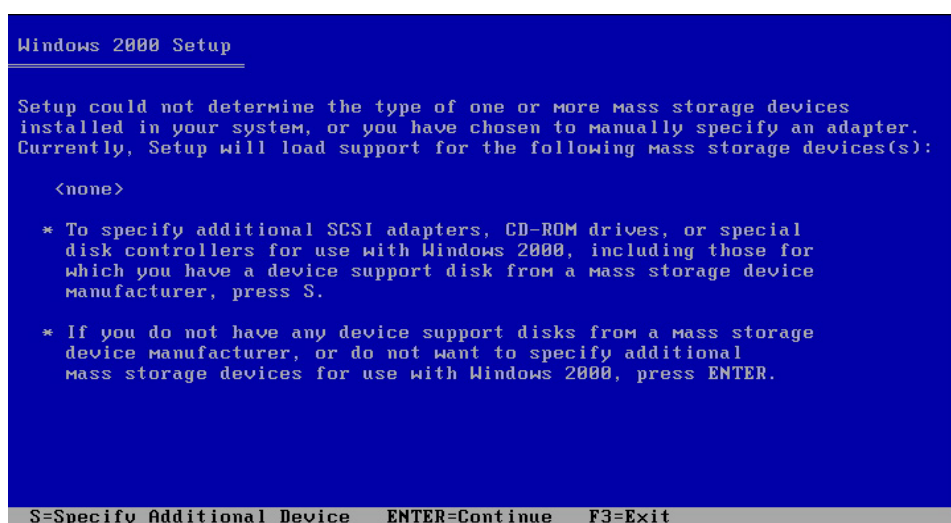 Windows 2000 Setup
Setup could not determine the type of one or more mass storage devices
installed in your system, or you have chosen to manually specify an adapter.
Currently, Setup will load support for the following mass storage devices(s):
<none>
* To specify additional SCSI adapters, CD-ROM drives, or special
disk controllers for use with Windows 2000, including those for
which you have a device support disk from a mass storage device
manufacturer, press S.
* If you do not have any device support disks from a mass storage
device manufacturer, or do not want to specify additional
mass storage devices for use with Windows 2000, press ENTER.
S=Specify Additional Device ENTER=Continue F3=Exit